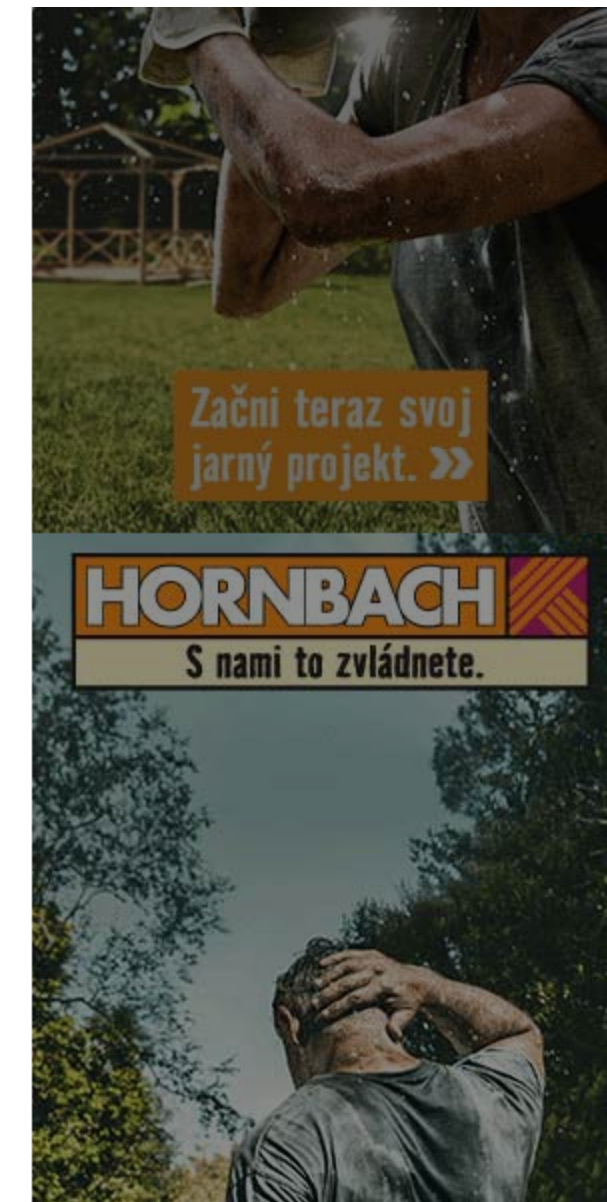 Začni teraz svoj
jarný projekt. »
HORNBACH
S nami to zvládnete.